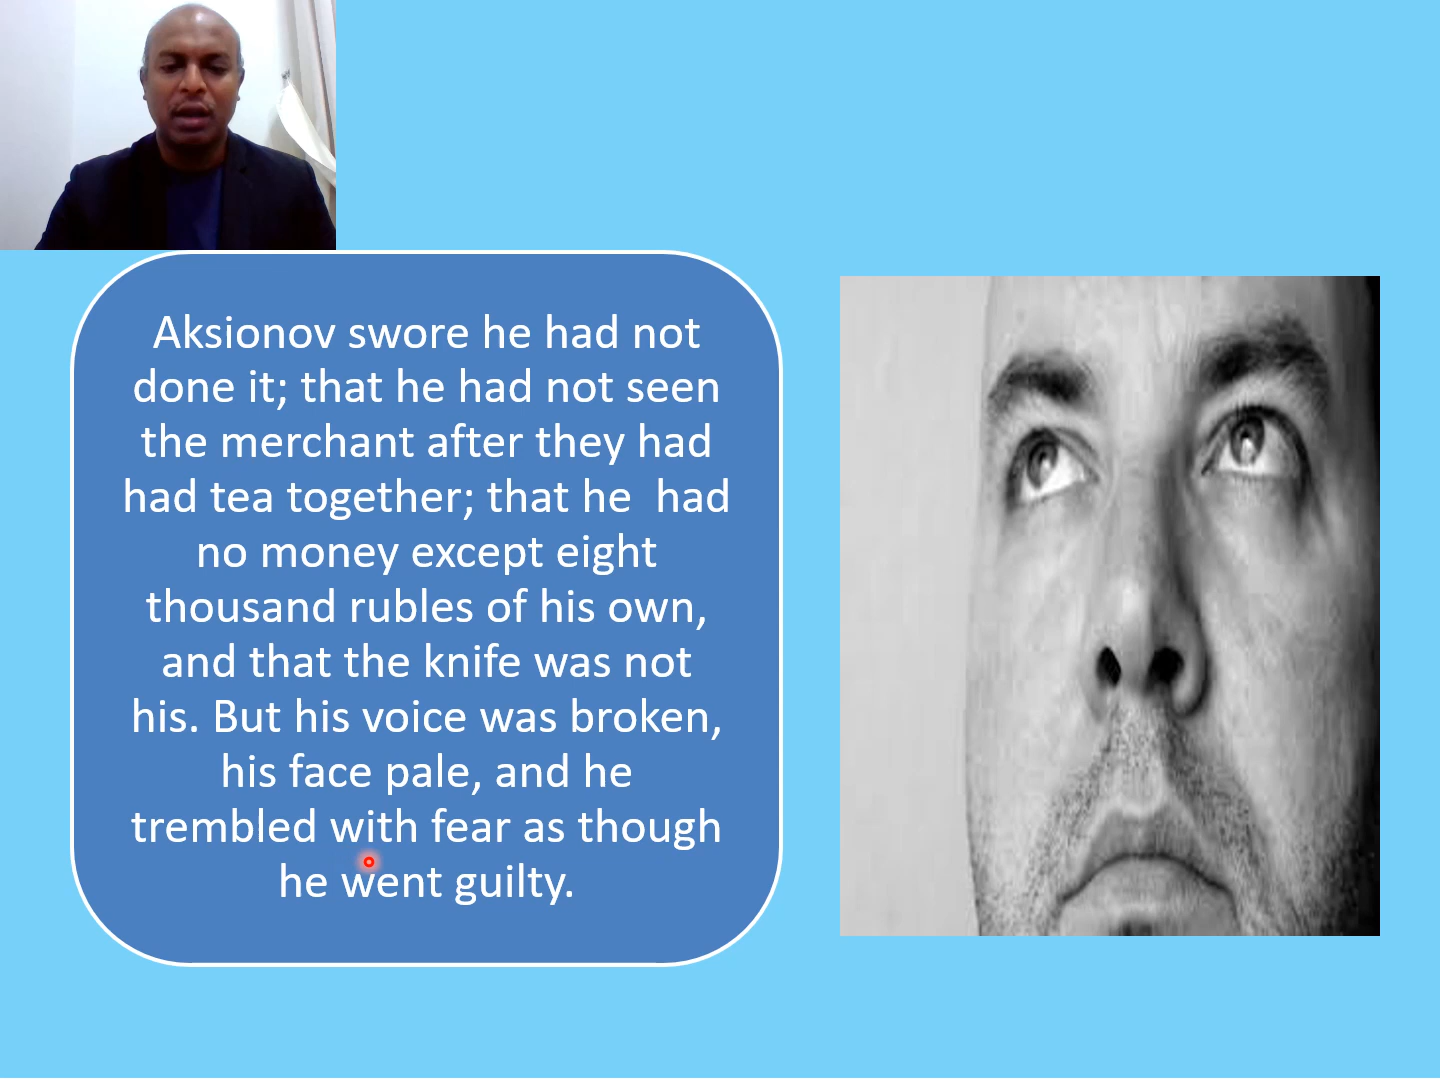 Aksionov swore he had not
done it; that he had not seen
the merchant after they had
had tea together; that he  had
no money except eight
thousand rubles of his own,
and that the knife was not
his. But his voice was broken,
his face pale, and he
trembled with fear as though
he went guilty.